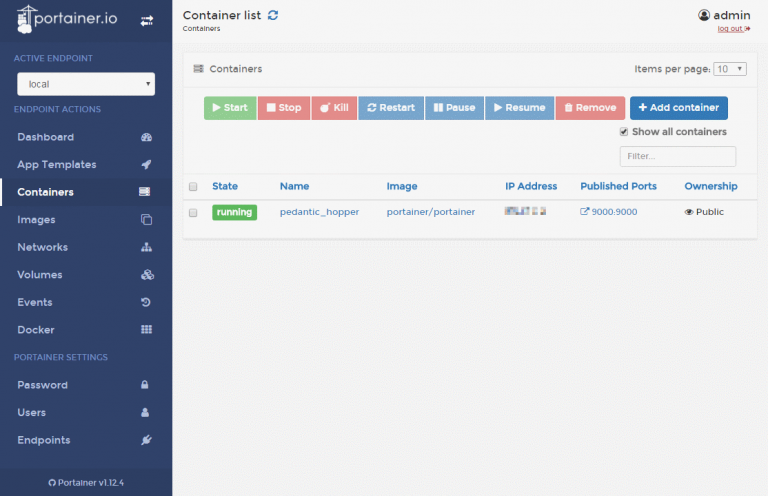 portainer.io
ACTIVE ENDPOINT
local
ENDPOINT ACTIONS
Dashboard
App Templates
Containers
Images
Networks
Volumes
Events
Docker
PORTAINER SETTINGS
Password
Users
Endpoints
Portainer v1.12.4
Container list
Containers
admin
log out
Containers
Items per page: 10
Start Stop Kill Restart Pause Resume Remove Add container
Show all containers
Filter...
State Name Image IP Address Published Ports Ownership
running pedantic_hopper portainer/portainer 9000:9000 Public